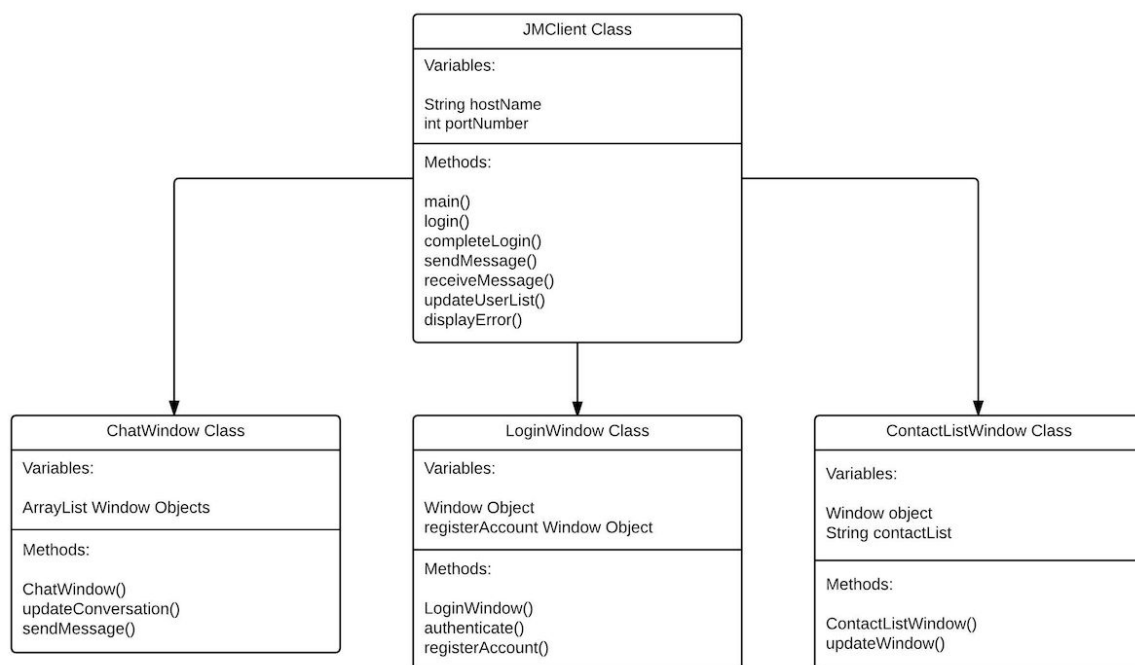 JMClient Class
Variables:
String hostName
int portNumber
Methods:
main()
login()
completeLogin()
sendMessage()
receiveMessage()
updateUserList()
displayError()
ChatWindow Class
Variables:
ArrayList Window Objects
Methods:
ChatWindow()
updateConversation()
sendMessage()
LoginWindow Class
Variables:
Window Object
registerAccount Window Object
Methods:
LoginWindow()
authenticate()
registerAccount()
ContactListWindow Class
Variables:
Window object
String contactList
Methods:
ContactListWindow()
updateWindow()